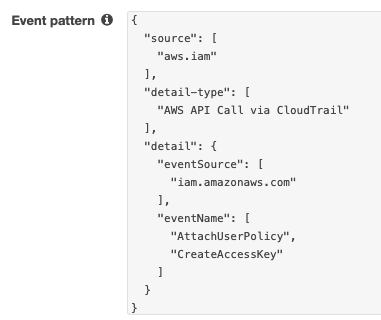 Event pattern
{
  "source": [
    "aws.iam"
  ],
  "detail-type": [
    "AWS API Call via CloudTrail"
  ],
  "detail": {
    "eventSource": [
      "iam.amazonaws.com"
    ],
    "eventName": [
      "AttachUserPolicy",
      "CreateAccessKey"
    ]
  }
}